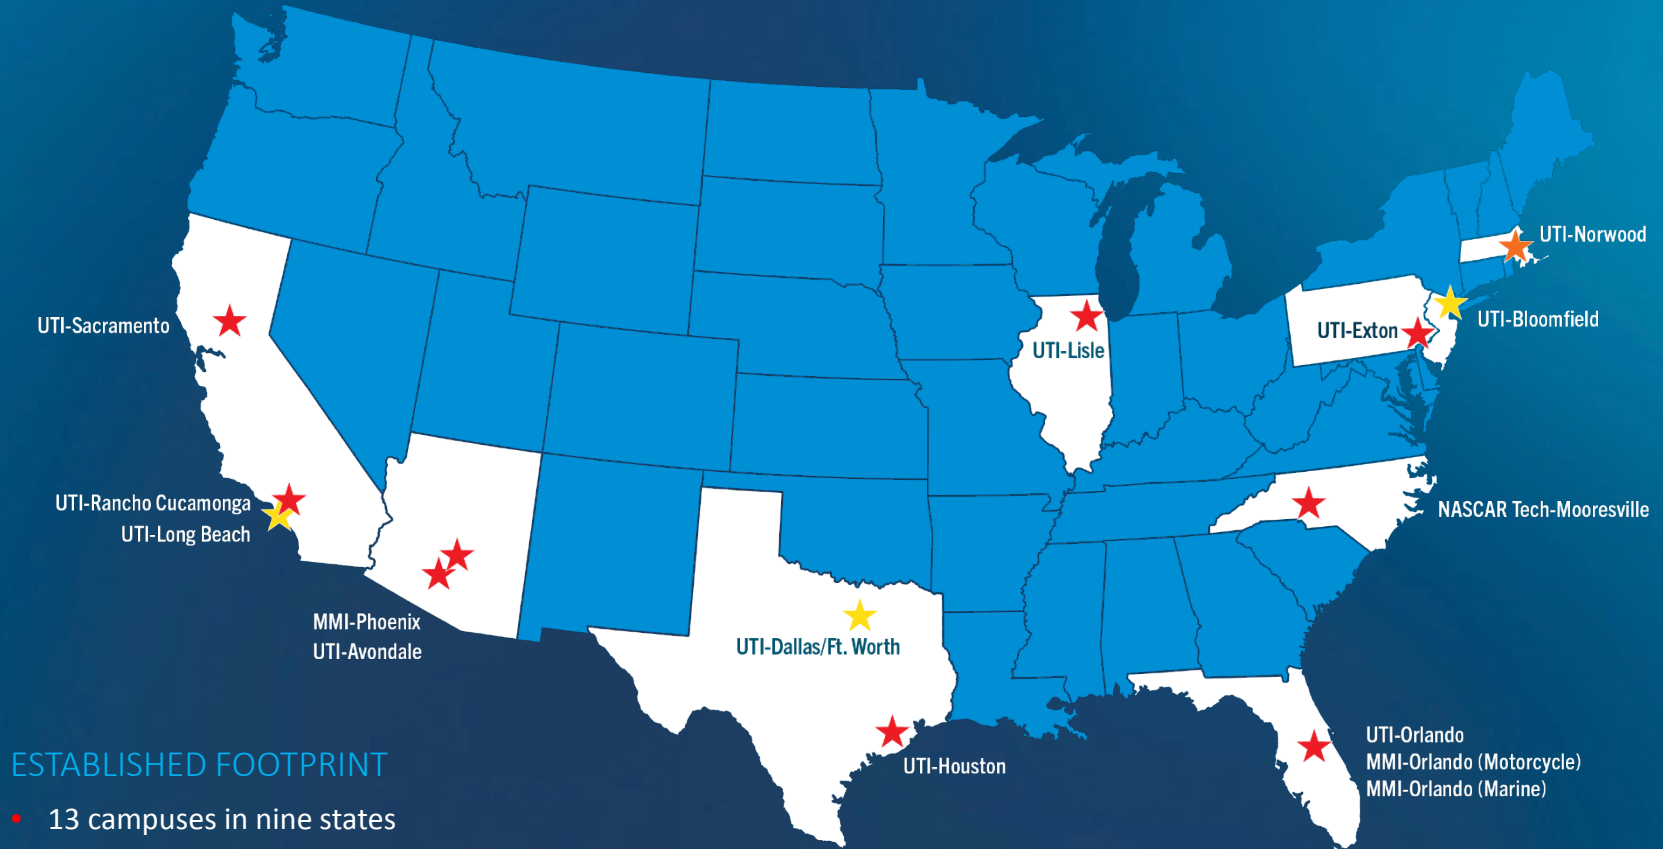 UTI-Norwood
UTI-Bloomfield
UTI-Exton
UTI-Sacramento
UTI-Lisle
UTI-Rancho Cucamonga
UTI-Long Beach
NASCAR Tech-Mooresville
MMI-Phoenix
UTI-Avondale
UTI-Dallas/Ft. Worth
UTI-Houston
UTI-Orlando
MMI-Orlando (Motorcycle)
MMI-Orlando (Marine)
ESTABLISHED FOOTPRINT
• 13 campuses in nine states